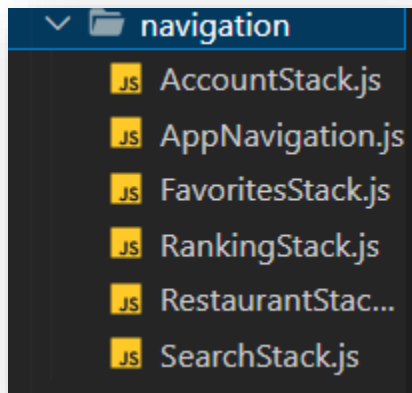 navigation
JS AccountStack.js
JS AppNavigation.js
JS FavoritesStack.js
JS RankingStack.js
JS RestaurantStac...
JS SearchStack.js